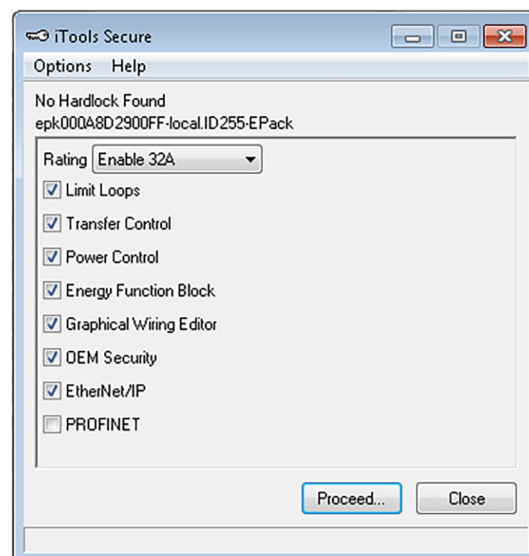 iTools Secure
Options Help
No Hardlock Found
epk000A8D2900FF-local.ID255-EPack
Rating Enable 32A
Limit Loops
Transfer Control
Power Control
Energy Function Block
Graphical Wiring Editor
OEM Security
EtherNet/IP
PROFINET
Proceed... Close